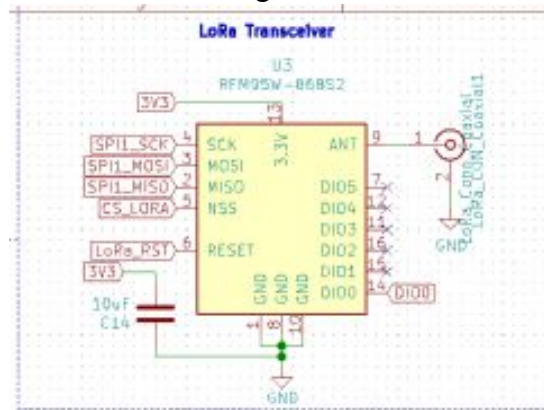 LoRa Transceiver
U3
RFM95W-868S2
3V3
13
SPI1_SCK 4 SCK 3.3V ANT 9 1
SPI1_MOSI 3 MOSI
SPI1_MISO 2 MISO DIO5 7
CS_LORA 5 NSS DIO4 12
DIO3
2
LoRa_RST 6 RESET DIO2 16
GND
3V3 DIO1 15
DIO0 14 DIO0
10uF
C14
GND GND GND
1 8 10
GND